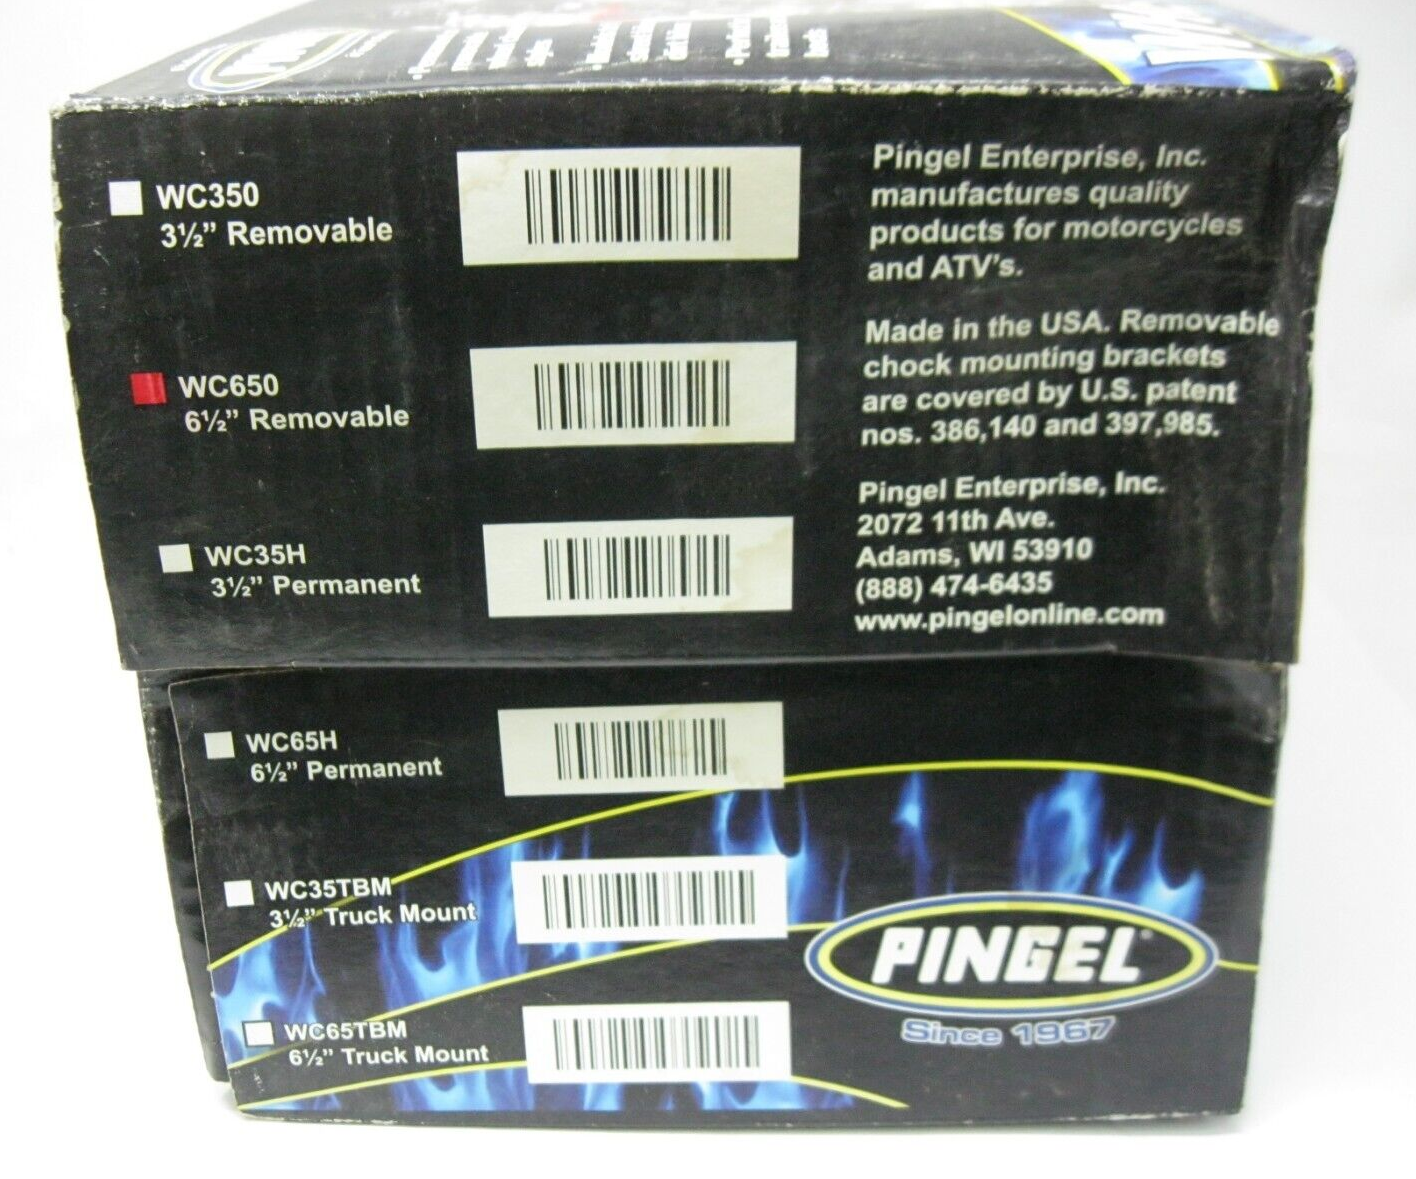 PINGEL
WC350
3½” Removable
WC650
6½” Removable
WC35H
3½” Permanent
Pingel Enterprise, Inc.
manufactures quality
products for motorcycles
and ATV’s.
Made in the USA. Removable
chock mounting brackets
are covered by U.S. patent
nos. 386,140 and 397,985.
Pingel Enterprise, Inc.
2072 11th Ave.
Adams, WI 53910
(888) 474-6435
www.pingelonline.com
WC65H
6½” Permanent
WC35TBM
3½” Truck Mount
WC65TBM
6½” Truck Mount
PINGEL®
Since 1967